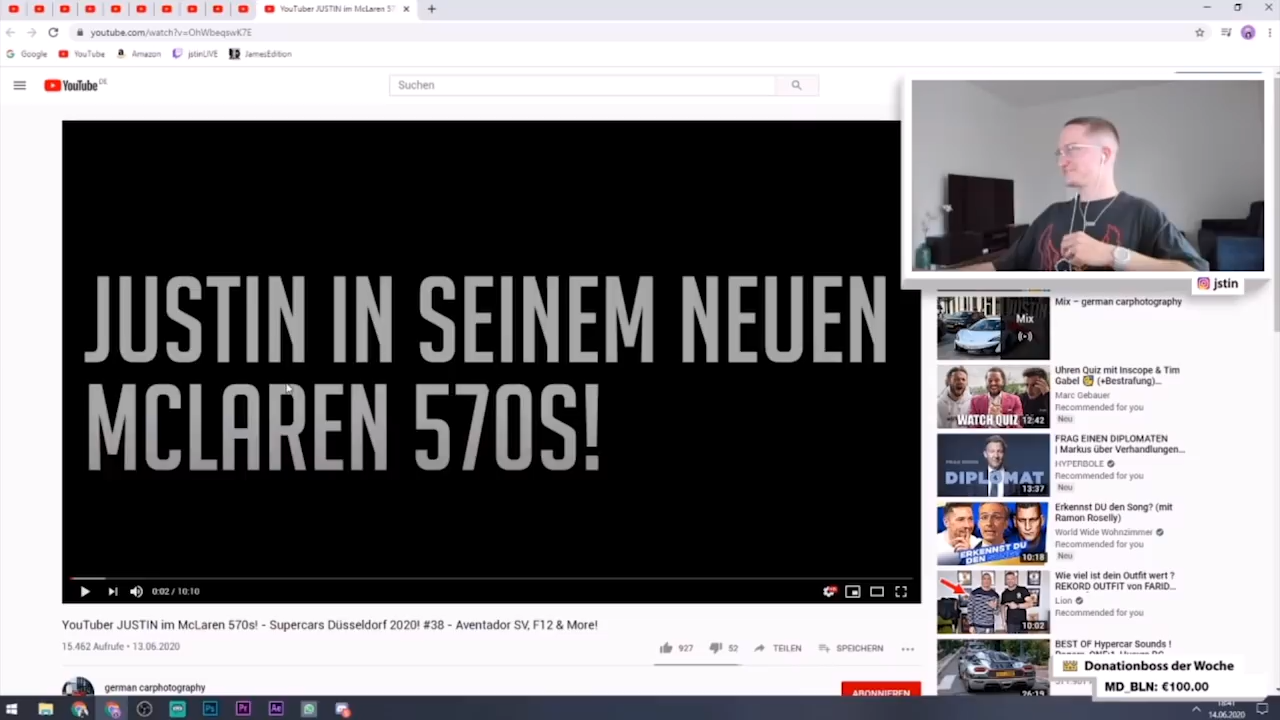 YouTuber JUSTIN im McLaren 57
youtube.com/watch?v=OhWbeqswK7E
Google
YouTube
Amazon
jstinLIVE
JamesEdition
YouTube DE
Suchen
JUSTIN IN SEINEM NEUEN
MCLAREN 570S!
0:02 / 10:10
YouTuber JUSTIN im McLaren 570s! - Supercars Düsseldorf 2020! #38 - Aventador SV, F12 & More!
15.462 Aufrufe • 13.06.2020
927
52
TEILEN
SPEICHERN
german carphotography
ABONNIEREN
jstin
Mix
Mix – german carphotography
WATCH QUIZ
12:42
Uhren Quiz mit Inscope & Tim
Gabel (+Bestrafung)...
Marc Gebauer
Recommended for you
Neu
DIPLOMAT
13:37
FRAG EINEN DIPLOMATEN
| Markus über Verhandlungen...
HYPERBOLE
Recommended for you
Neu
ERKENNST DU
DEN SONG?
10:18
Erkennst DU den Song? (mit
Ramon Roselly)
World Wide Wohnzimmer
Recommended for you
Neu
10:02
Wie viel ist dein Outfit wert ?
REKORD OUTFIT von FARID...
Lion
Recommended for you
26:19
BEST OF Hypercar Sounds !
Donationboss der Woche
MD_BLN: €100.00
18:41
14.06.2020